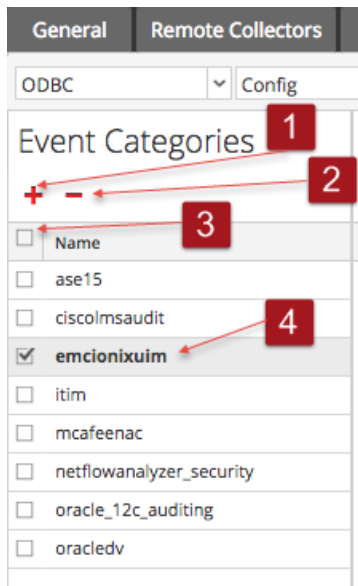 General Remote Collectors
ODBC Config
Event Categories
1
+ −
2
3
Name
ase15
ciscolmsaudit
4
emcionixuim
itim
mcafeenac
netflowanalyzer_security
oracle_12c_auditing
oracledv